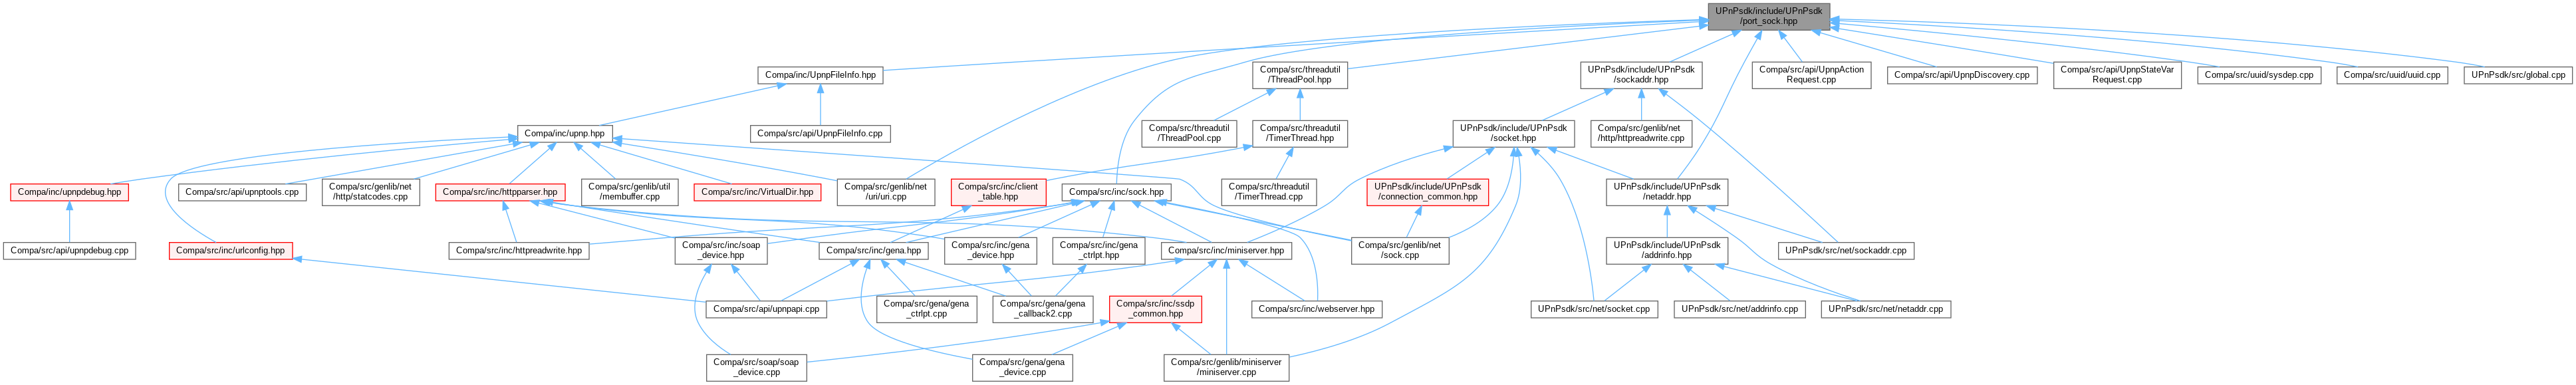 UPnPsdk/include/UPnPsdk
/port_sock.hpp
Compa/inc/UpnpFileInfo.hpp
Compa/src/threadutil
/ThreadPool.hpp
UPnPsdk/include/UPnPsdk
/sockaddr.hpp
Compa/src/api/UpnpAction
Request.cpp
Compa/src/api/UpnpDiscovery.cpp
Compa/src/api/UpnpStateVar
Request.cpp
Compa/src/uuid/sysdep.cpp
Compa/src/uuid/uuid.cpp
UPnPsdk/src/global.cpp
Compa/inc/upnp.hpp
Compa/src/api/UpnpFileInfo.cpp
Compa/src/threadutil
/ThreadPool.cpp
Compa/src/threadutil
/TimerThread.hpp
UPnPsdk/include/UPnPsdk
/socket.hpp
Compa/src/genlib/net
/http/httpreadwrite.cpp
Compa/inc/upnpdebug.hpp
Compa/src/api/upnptools.cpp
Compa/src/genlib/net
/http/statcodes.cpp
Compa/src/inc/httpparser.hpp
Compa/src/genlib/util
/membuffer.cpp
Compa/src/inc/VirtualDir.hpp
Compa/src/genlib/net
/uri/uri.cpp
Compa/src/inc/client
_table.hpp
Compa/src/inc/sock.hpp
Compa/src/threadutil
/TimerThread.cpp
UPnPsdk/include/UPnPsdk
/connection_common.hpp
UPnPsdk/include/UPnPsdk
/netaddr.hpp
Compa/src/api/upnpdebug.cpp
Compa/src/inc/urlconfig.hpp
Compa/src/inc/httpreadwrite.hpp
Compa/src/inc/soap
_device.hpp
Compa/src/inc/gena.hpp
Compa/src/inc/gena
_device.hpp
Compa/src/inc/gena
_ctrlpt.hpp
Compa/src/inc/miniserver.hpp
Compa/src/genlib/net
/sock.cpp
UPnPsdk/include/UPnPsdk
/addrinfo.hpp
UPnPsdk/src/net/sockaddr.cpp
Compa/src/api/upnpapi.cpp
Compa/src/gena/gena
_ctrlpt.cpp
Compa/src/gena/gena
_callback2.cpp
Compa/src/inc/ssdp
_common.hpp
Compa/src/inc/webserver.hpp
UPnPsdk/src/net/socket.cpp
UPnPsdk/src/net/addrinfo.cpp
UPnPsdk/src/net/netaddr.cpp
Compa/src/soap/soap
_device.cpp
Compa/src/gena/gena
_device.cpp
Compa/src/genlib/miniserver
/miniserver.cpp